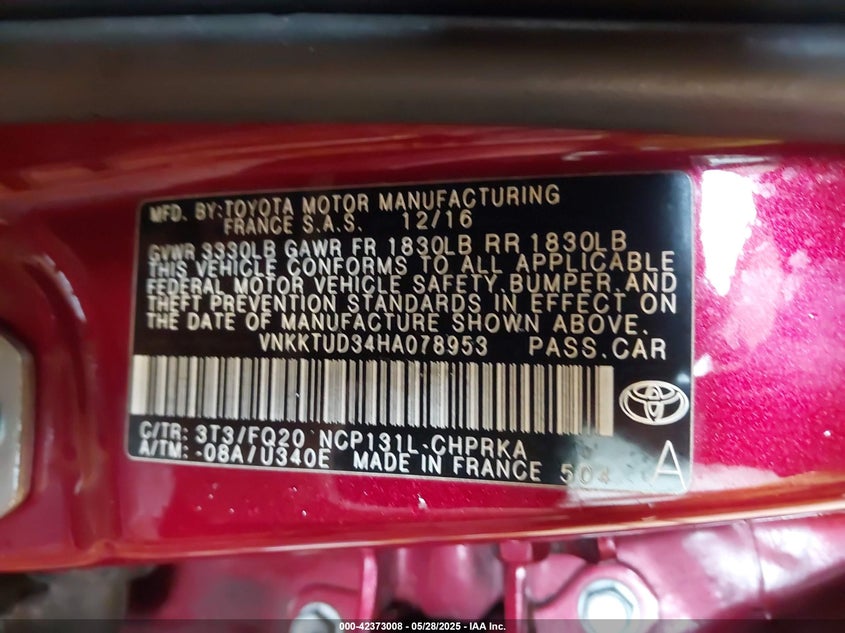 MFD. BY:TOYOTA MOTOR MANUFACTURING
FRANCE S.A.S. 12/16
GVWR 3330LB GAWR FR 1830LB RR 1830LB
THIS VEHICLE CONFORMS TO ALL APPLICABLE
FEDERAL MOTOR VEHICLE SAFETY,BUMPER,AND
THEFT PREVENTION STANDARDS IN EFFECT ON
THE DATE OF MANUFACTURE SHOWN ABOVE.
VNKKTUD34HA078953 PASS.CAR
C/TR: 3T3/FQ20 NCP131L-CHPRKA
A/TM: -08A/U340E MADE IN FRANCE 504 A
000-42373008 - 05/28/2025 - IAA Inc.